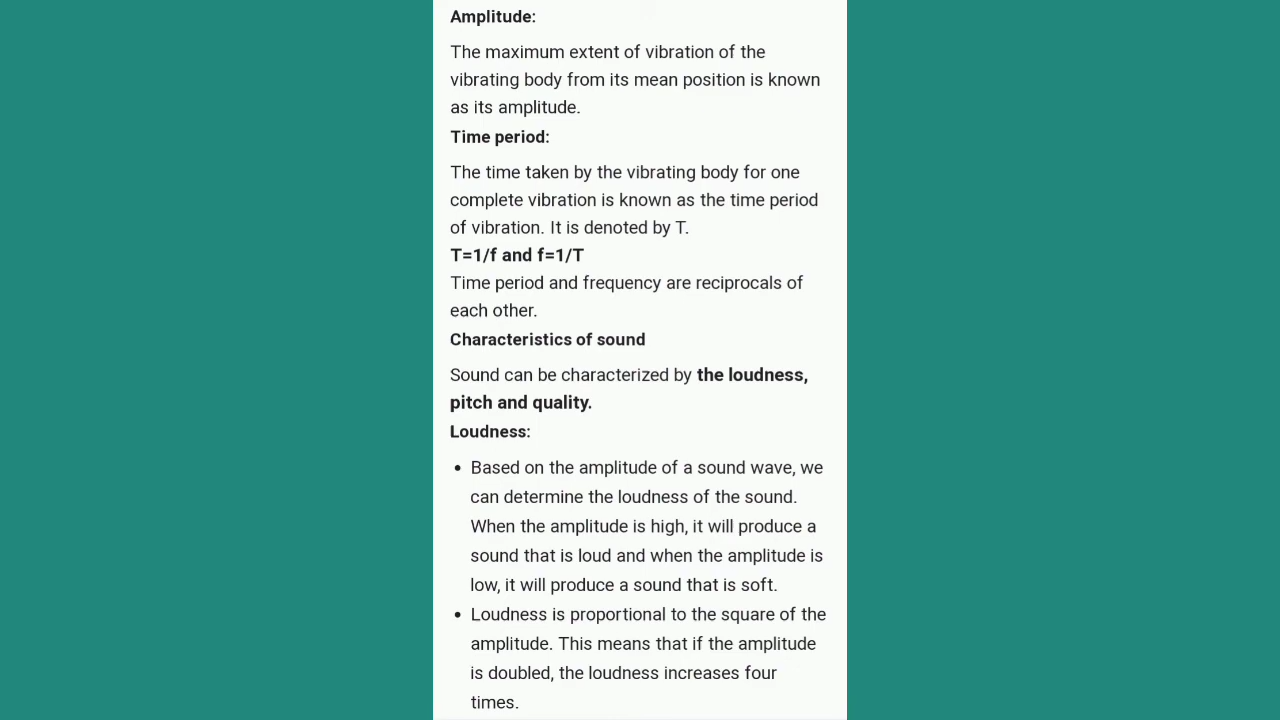 Amplitude:
The maximum extent of vibration of the
vibrating body from its mean position is known
as its amplitude.
Time period:
The time taken by the vibrating body for one
complete vibration is known as the time period
of vibration. It is denoted by T.
T=1/f and f=1/T
Time period and frequency are reciprocals of
each other.
Characteristics of sound
Sound can be characterized by the loudness,
pitch and quality.
Loudness:
• Based on the amplitude of a sound wave, we
can determine the loudness of the sound.
When the amplitude is high, it will produce a
sound that is loud and when the amplitude is
low, it will produce a sound that is soft.
• Loudness is proportional to the square of the
amplitude. This means that if the amplitude
is doubled, the loudness increases four
times.